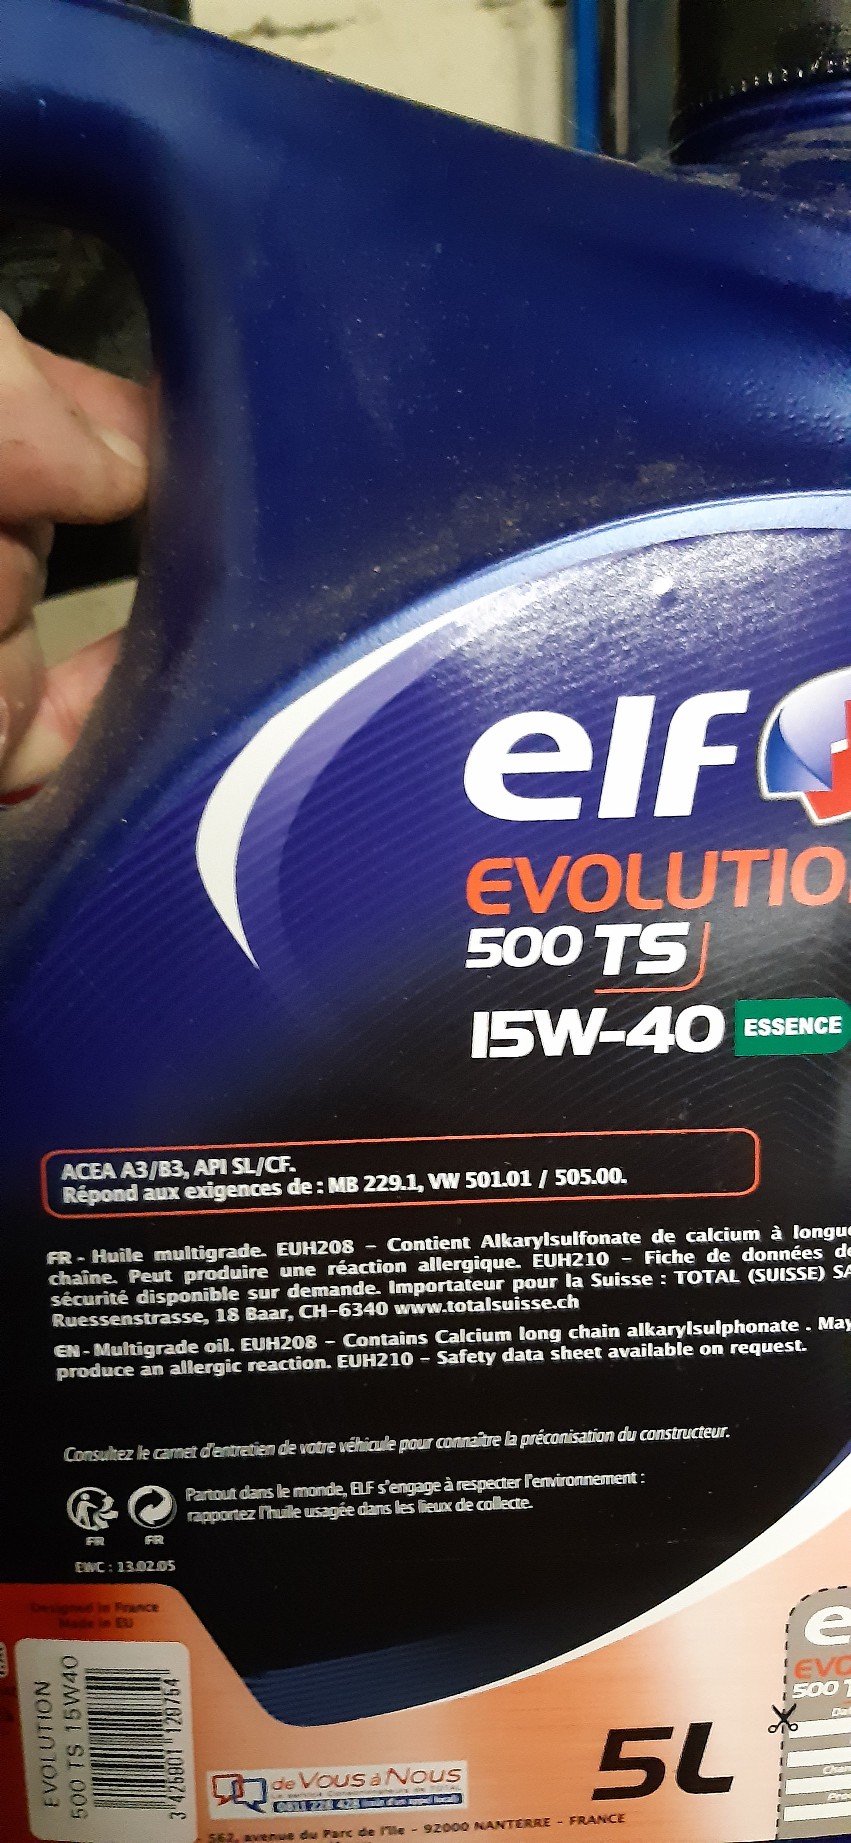 elf
EVOLUTIO
500 TS
15W-40 ESSENCE
ACEA A3/B3, API SL/CF.
Répond aux exigences de : MB 229.1, VW 501.01 / 505.00.
FR - Huile multigrade. EUH208 – Contient Alkarylsulfonate de calcium à longue
chaîne. Peut produire une réaction allergique. EUH210 – Fiche de données de
sécurité disponible sur demande. Importateur pour la Suisse : TOTAL (SUISSE) SA
Ruessenstrasse, 18 Baar, CH-6340 www.totalsuisse.ch
EN - Multigrade oil. EUH208 – Contains Calcium long chain alkarylsulphonate . May
produce an allergic reaction. EUH210 – Safety data sheet available on request.
Consultez le carnet d'entretien de votre véhicule pour connaître la préconisation du constructeur.
Partout dans le monde, ELF s'engage à respecter l'environnement :
rapportez l'huile usagée dans les lieux de collecte.
FR FR
EWC : 13.02.05
Designed in France
Made in EU
EVOLUTION
500 TS 15W40
5L
de Vous à Nous
562, avenue du Parc de l'Ile - 92000 NANTERRE - FRANCE
e
EVO
500 T